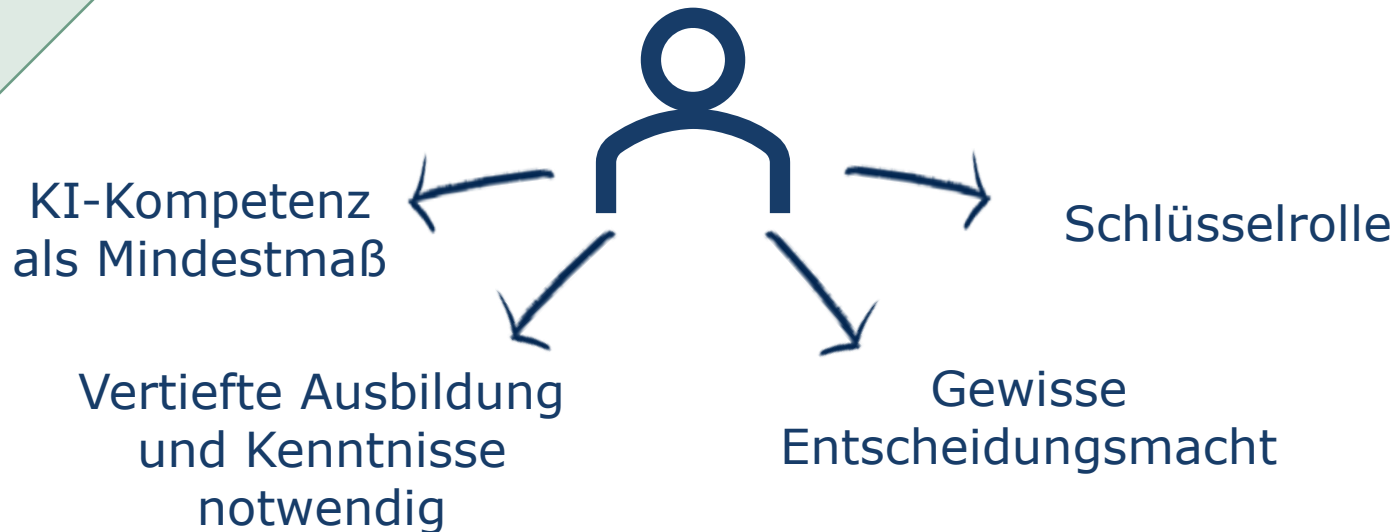 KI-Kompetenz
als Mindestmaß
Schlüsselrolle
Vertiefte Ausbildung
und Kenntnisse
notwendig
Gewisse
Entscheidungsmacht